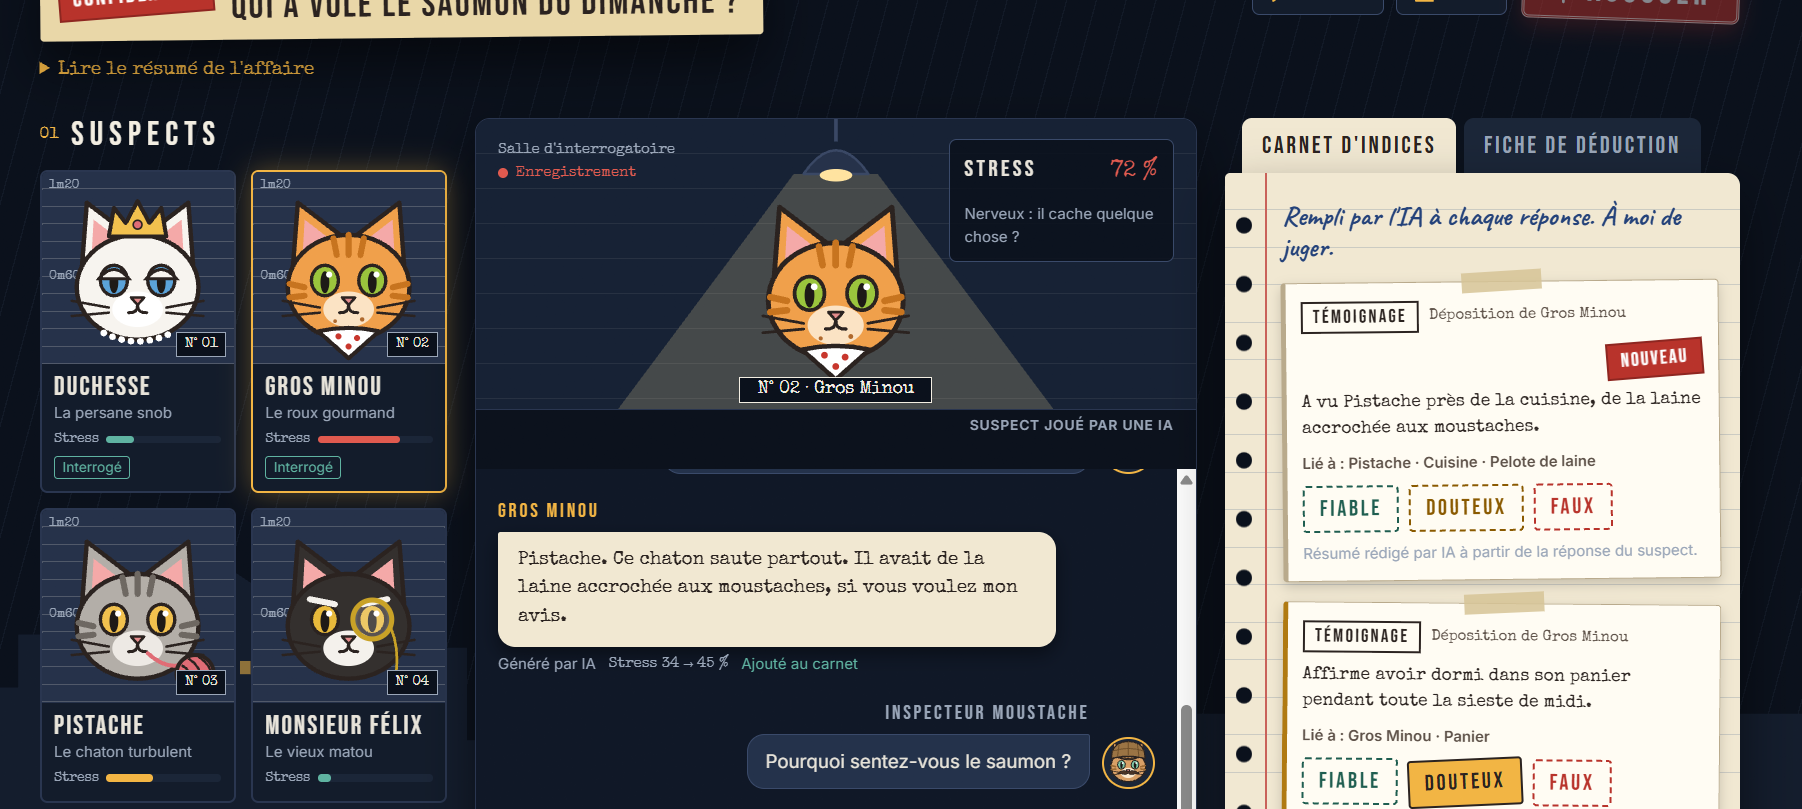 QUI A VOLÉ LE SAUMON DU DIMANCHE ?
Lire le résumé de l'affaire
01 SUSPECTS
1m20
0m60
N° 01
DUCHESSE
La persane snob
Stress
Interrogé
1m20
0m60
N° 02
GROS MINOU
Le roux gourmand
Stress
Interrogé
1m20
0m60
N° 03
PISTACHE
Le chaton turbulent
Stress
1m20
0m60
N° 04
MONSIEUR FÉLIX
Le vieux matou
Stress
Salle d'interrogatoire
Enregistrement
STRESS 72 %
Nerveux : il cache quelque
chose ?
N° 02 · Gros Minou
SUSPECT JOUÉ PAR UNE IA
GROS MINOU
Pistache. Ce chaton saute partout. Il avait de la
laine accrochée aux moustaches, si vous voulez mon
avis.
Généré par IA Stress 34 → 45 % Ajouté au carnet
INSPECTEUR MOUSTACHE
Pourquoi sentez-vous le saumon ?
CARNET D'INDICES
FICHE DE DÉDUCTION
Rempli par l'IA à chaque réponse. À moi de
juger.
TÉMOIGNAGE Déposition de Gros Minou
NOUVEAU
A vu Pistache près de la cuisine, de la laine
accrochée aux moustaches.
Lié à : Pistache · Cuisine · Pelote de laine
FIABLE DOUTEUX FAUX
Résumé rédigé par IA à partir de la réponse du suspect.
TÉMOIGNAGE Déposition de Gros Minou
Affirme avoir dormi dans son panier
pendant toute la sieste de midi.
Lié à : Gros Minou · Panier
FIABLE DOUTEUX FAUX